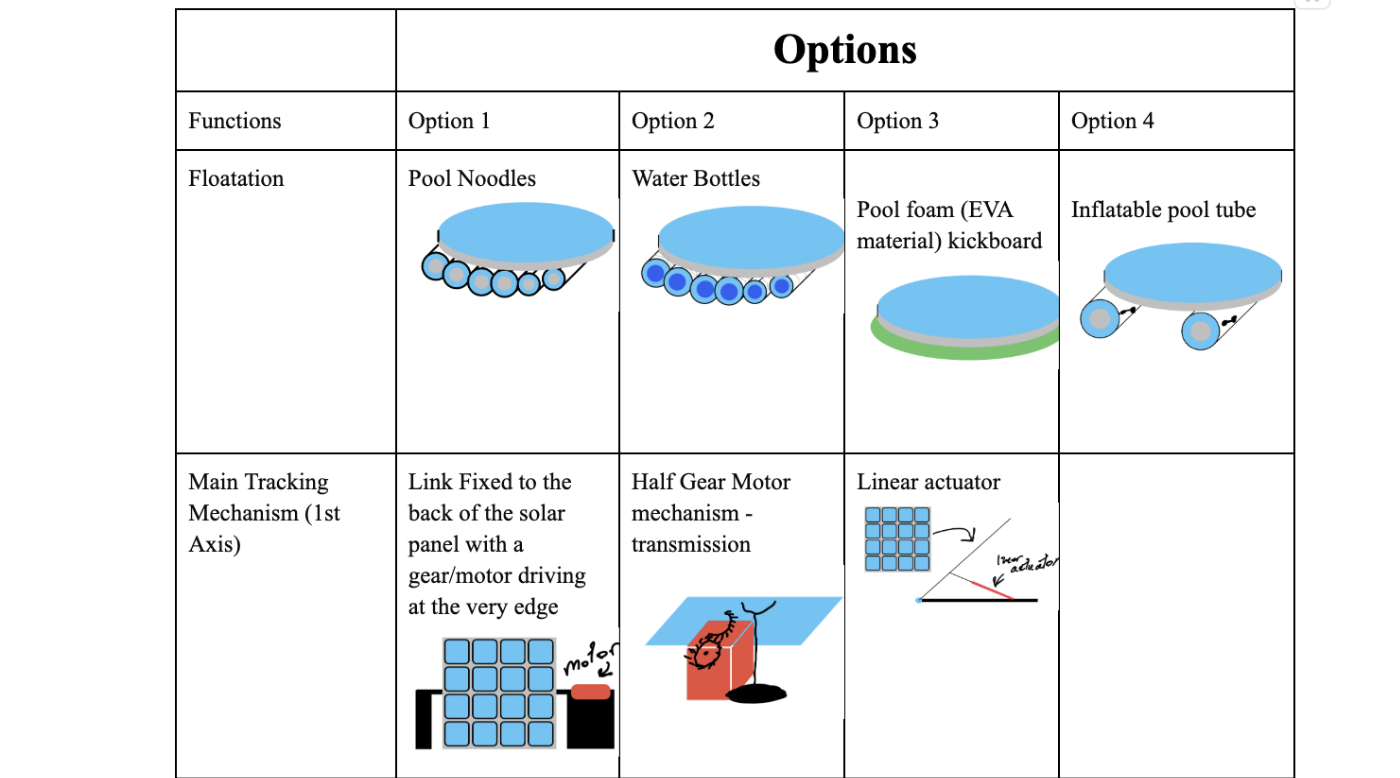 Options
Functions
Option 1
Option 2
Option 3
Option 4
Floatation
Pool Noodles
Water Bottles
Pool foam (EVA
material) kickboard
Inflatable pool tube
Main Tracking
Mechanism (1st
Axis)
Link Fixed to the
back of the solar
panel with a
gear/motor driving
at the very edge
motor
Half Gear Motor
mechanism -
transmission
Linear actuator
linear
actuator